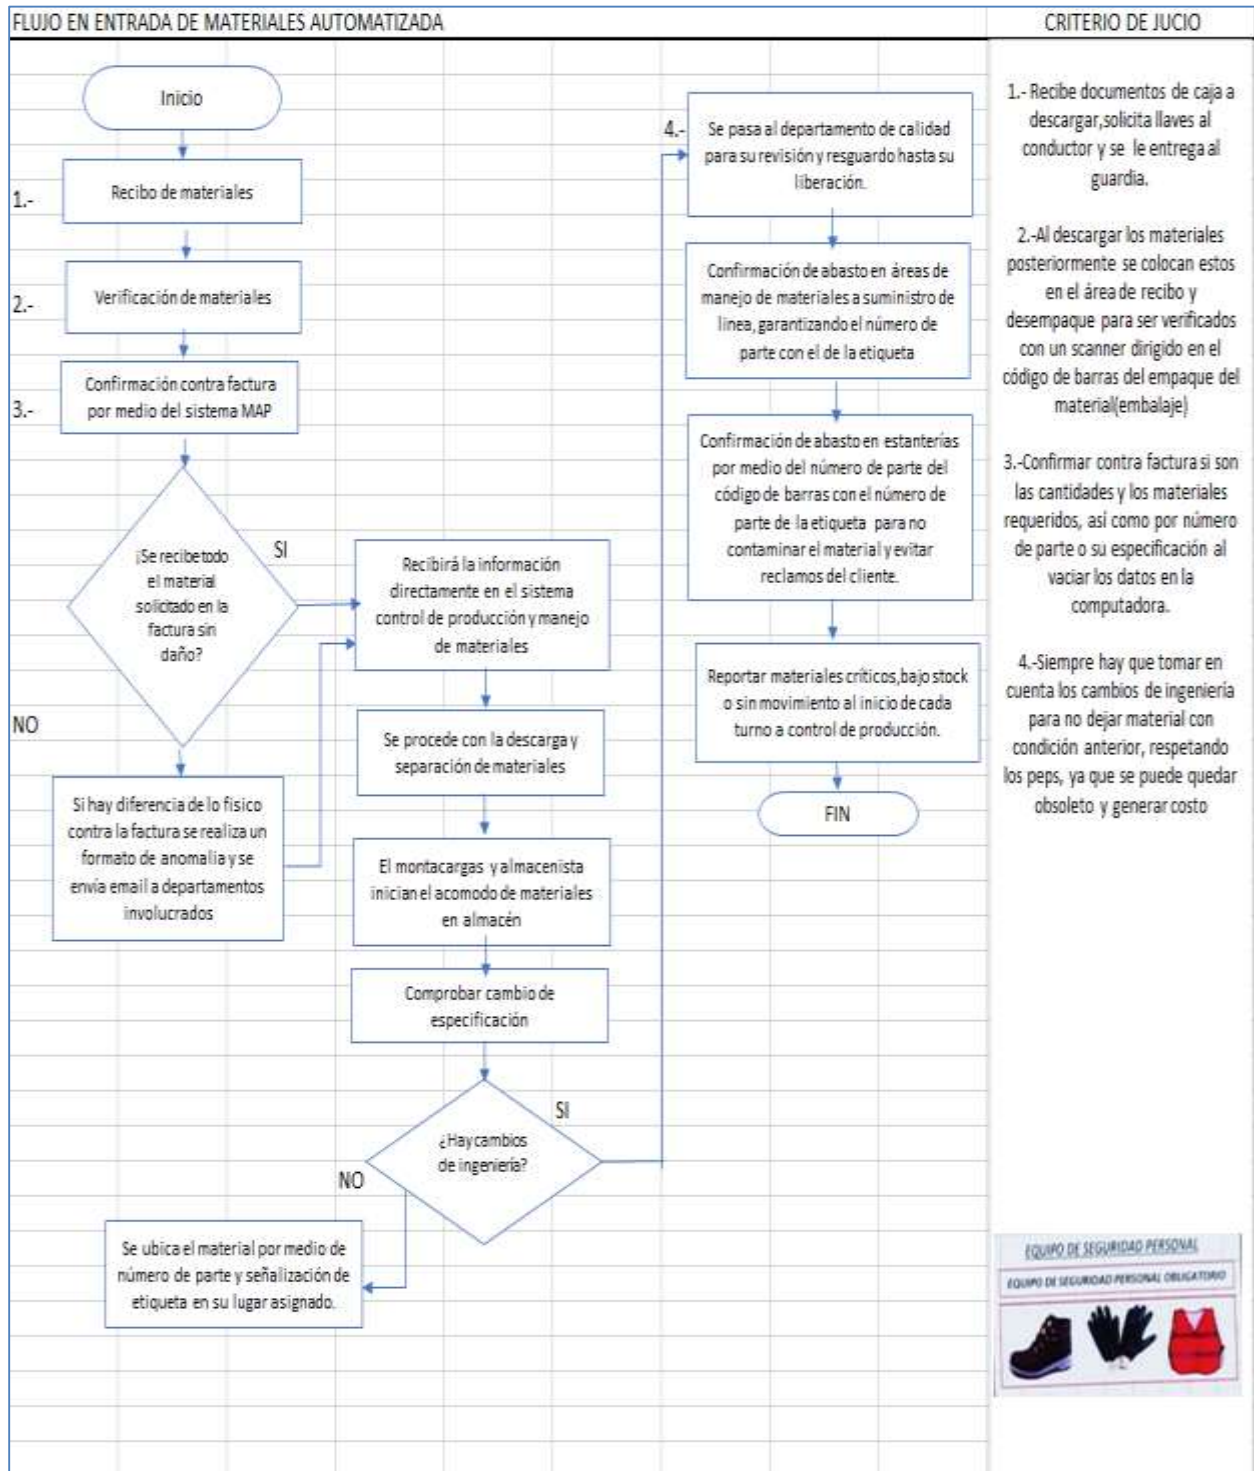 FLUJO EN ENTRADA DE MATERIALES AUTOMATIZADA
Inicio
1.-
Recibo de materiales
2.-
Verificación de materiales
3.-
Confirmación contra factura
por medio del sistema MAP
¡Se recibe todo
el material
solicitado en la
factura sin
daño?
SI
NO
Si hay diferencia de lo físico
contra la factura se realiza un
formato de anomalia y se
envía email a departamentos
involucrados
Recibirá la información
directamente en el sistema
control de producción y manejo
de materiales
Se procede con la descarga y
separación de materiales
El montacargas y almacenista
inician el acomodo de materiales
en almacén
Comprobar cambio de
especificación
¿Hay cambios
de ingeniería?
SI
NO
Se ubica el material por medio de
número de parte y señalización de
etiqueta en su lugar asignado.
4.-
Se pasa al departamento de calidad
para su revisión y resguardo hasta su
liberación.
Confirmación de abasto en áreas de
manejo de materiales a suministro de
linea, garantizando el número de
parte con el de la etiqueta
Confirmación de abasto en estanterías
por medio del número de parte del
código de barras con el número de
parte de la etiqueta para no
contaminar el material y evitar
reclamos del cliente.
Reportar materiales críticos,bajo stock
o sin movimiento al inicio de cada
turno a control de producción.
FIN
CRITERIO DE JUCIO
1.- Recibe documentos de caja a
descargar,solicita llaves al
conductor y se le entrega al
guardia.
2.-Al descargar los materiales
posteriormente se colocan estos
en el área de recibo y
desempaque para ser verificados
con un scanner dirigido en el
código de barras del empaque del
material(embalaje)
3.-Confirmar contra factura si son
las cantidades y los materiales
requeridos, así como por número
de parte o su especificación al
vaciar los datos en la
computadora.
4.-Siempre hay que tomar en
cuenta los cambios de ingeniería
para no dejar material con
condición anterior, respetando
los peps, ya que se puede quedar
obsoleto y generar costo
EQUIPO DE SEGURIDAD PERSONAL
EQUIPO DE SEGURIDAD PERSONAL OBLIGATORIO